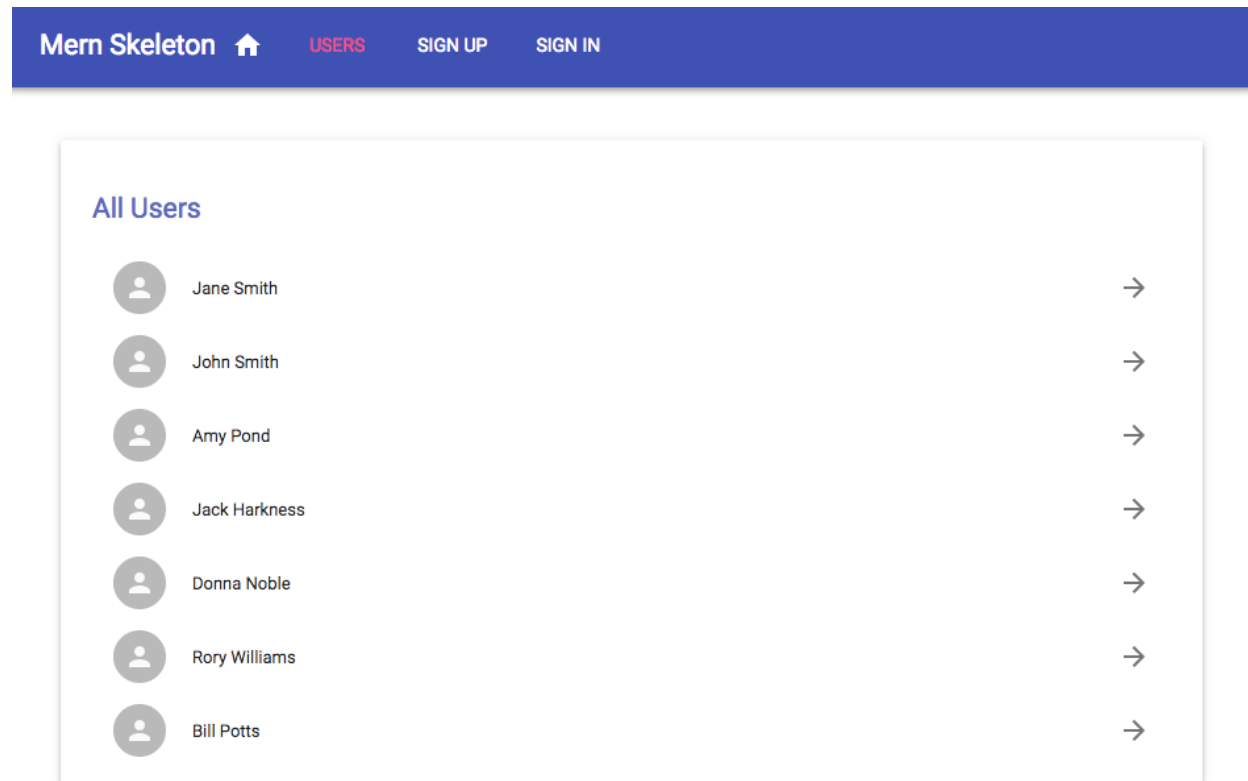 Mern Skeleton USERS SIGN UP SIGN IN
All Users
Jane Smith
John Smith
Amy Pond
Jack Harkness
Donna Noble
Rory Williams
Bill Potts